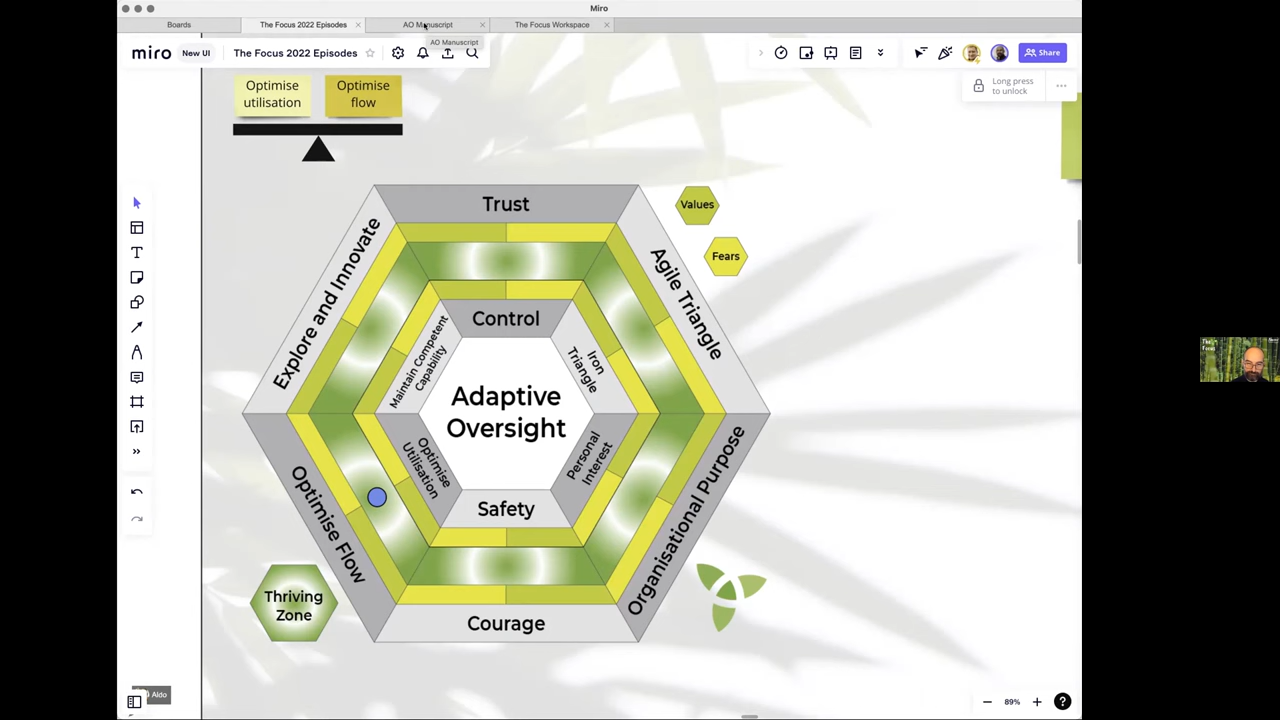 Miro
Boards
The Focus 2022 Episodes
AO Manuscript
The Focus Workspace
AO Manuscript
miro
New UI
The Focus 2022 Episodes
Share
Long press
to unlock
Optimise
utilisation
Optimise
flow
Trust
Values
Fears
Explore and Innovate
Agile Triangle
Control
Maintain Competent
Capability
Iron
Triangle
Adaptive
Oversight
Optimise
Utilisation
Personal
Interest
Safety
Optimise Flow
Organisational Purpose
Thriving
Zone
Courage
Aldo
89%